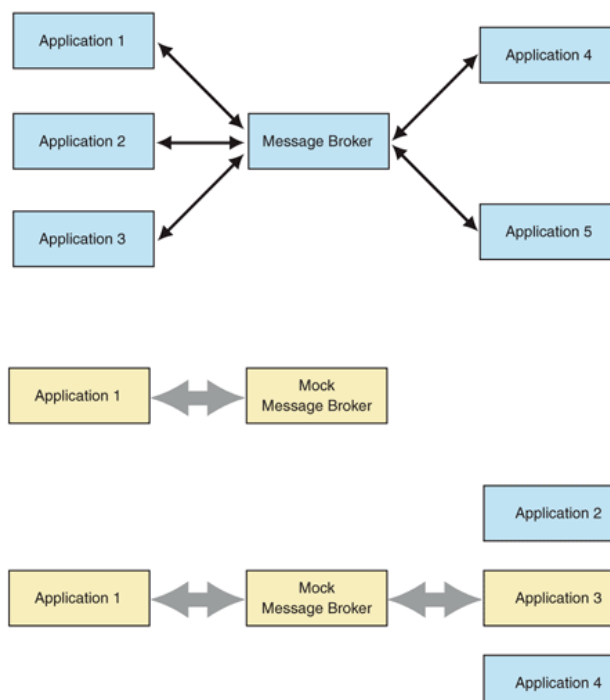 Application 1
Application 4
Application 2
Message Broker
Application 3
Application 5
Application 1
Mock
Message Broker
Application 2
Application 1
Mock
Message Broker
Application 3
Application 4